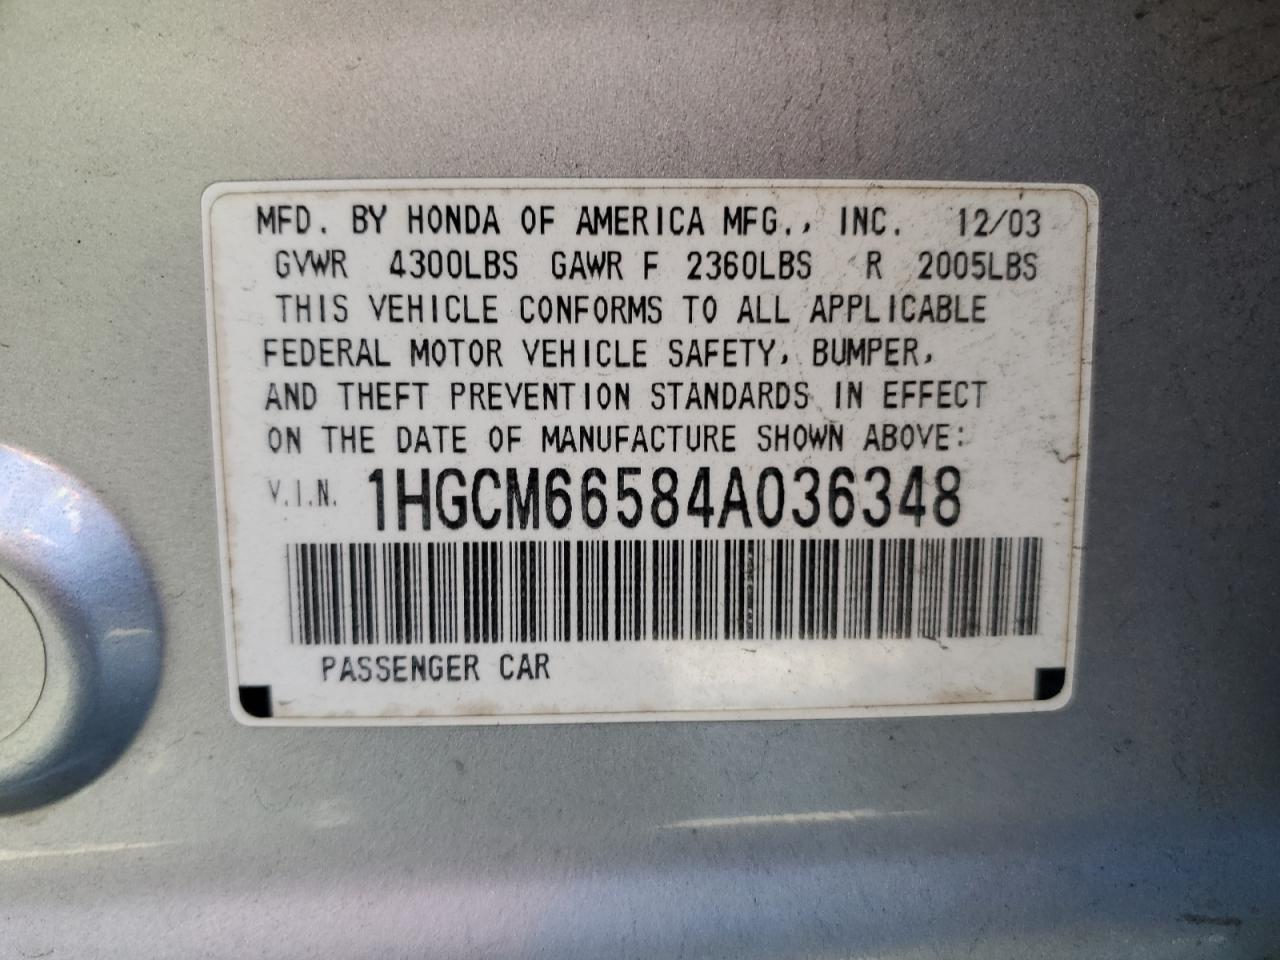 MFD. BY HONDA OF AMERICA MFG., INC. 12/03
GVWR 4300LBS GAWR F 2360LBS R 2005LBS
THIS VEHICLE CONFORMS TO ALL APPLICABLE
FEDERAL MOTOR VEHICLE SAFETY, BUMPER,
AND THEFT PREVENTION STANDARDS IN EFFECT
ON THE DATE OF MANUFACTURE SHOWN ABOVE:
V.I.N. 1HGCM66584A036348
PASSENGER CAR